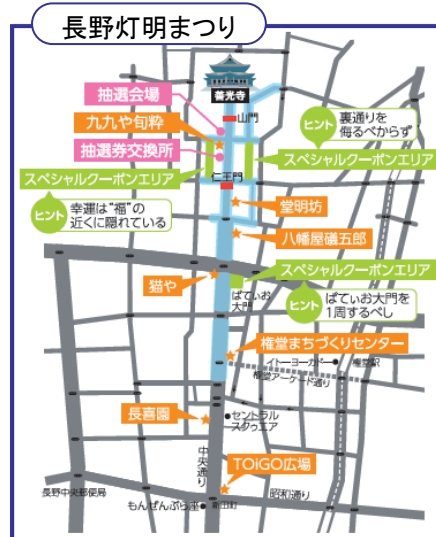 長野灯明まつり
善光寺
抽選会場
山門
ヒント
裏通りを
侮るべからず
九九や旬粋
抽選券交換所
スペシャルクーポンエリア
スペシャルクーポンエリア
仁王門
ヒント
幸運は“福”の
近くに隠れている
堂明坊
八幡屋礒五郎
猫や
スペシャルクーポンエリア
ぱてぃお
大門
ヒント
ぱてぃお大門を
1周するべし
権堂まちづくりセンター
イトーヨーカドー
権堂駅
権堂アーケード通り
長喜園
セントラル
スクゥエア
中央通り
TOiGO広場
長野中央郵便局
もんぜんぷら座
新田町
昭和通り